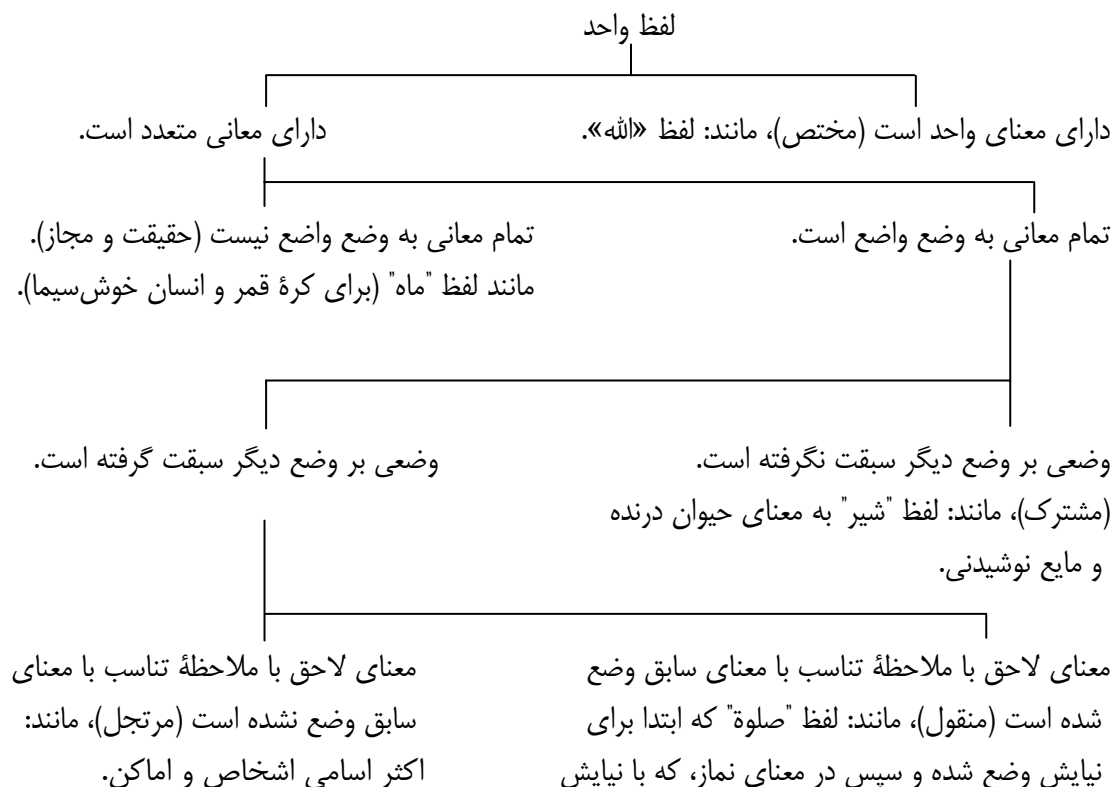 لفظ واحد
دارای معنای واحد است (مختص)، مانند: لفظ «الله».
دارای معانی متعدد است.
تمام معانی به وضع واضع است.
تمام معانی به وضع واضع نیست (حقیقت و مجاز).
مانند لفظ "ماه" (برای کرۀ قمر و انسان خوش‌سیما).
وضعی بر وضع دیگر سبقت نگرفته است.
(مشترک)، مانند: لفظ "شیر" به معنای حیوان درنده
و مایع نوشیدنی.
وضعی بر وضع دیگر سبقت گرفته است.
معنای لاحق با ملاحظۀ تناسب با معنای سابق وضع
شده است (منقول)، مانند: لفظ "صلوة" که ابتدا برای
نیایش وضع شده و سپس در معنای نماز، که با نیایش
معنای لاحق با ملاحظۀ تناسب با معنای
سابق وضع نشده است (مرتجل)، مانند:
اکثر اسامی اشخاص و اماکن.